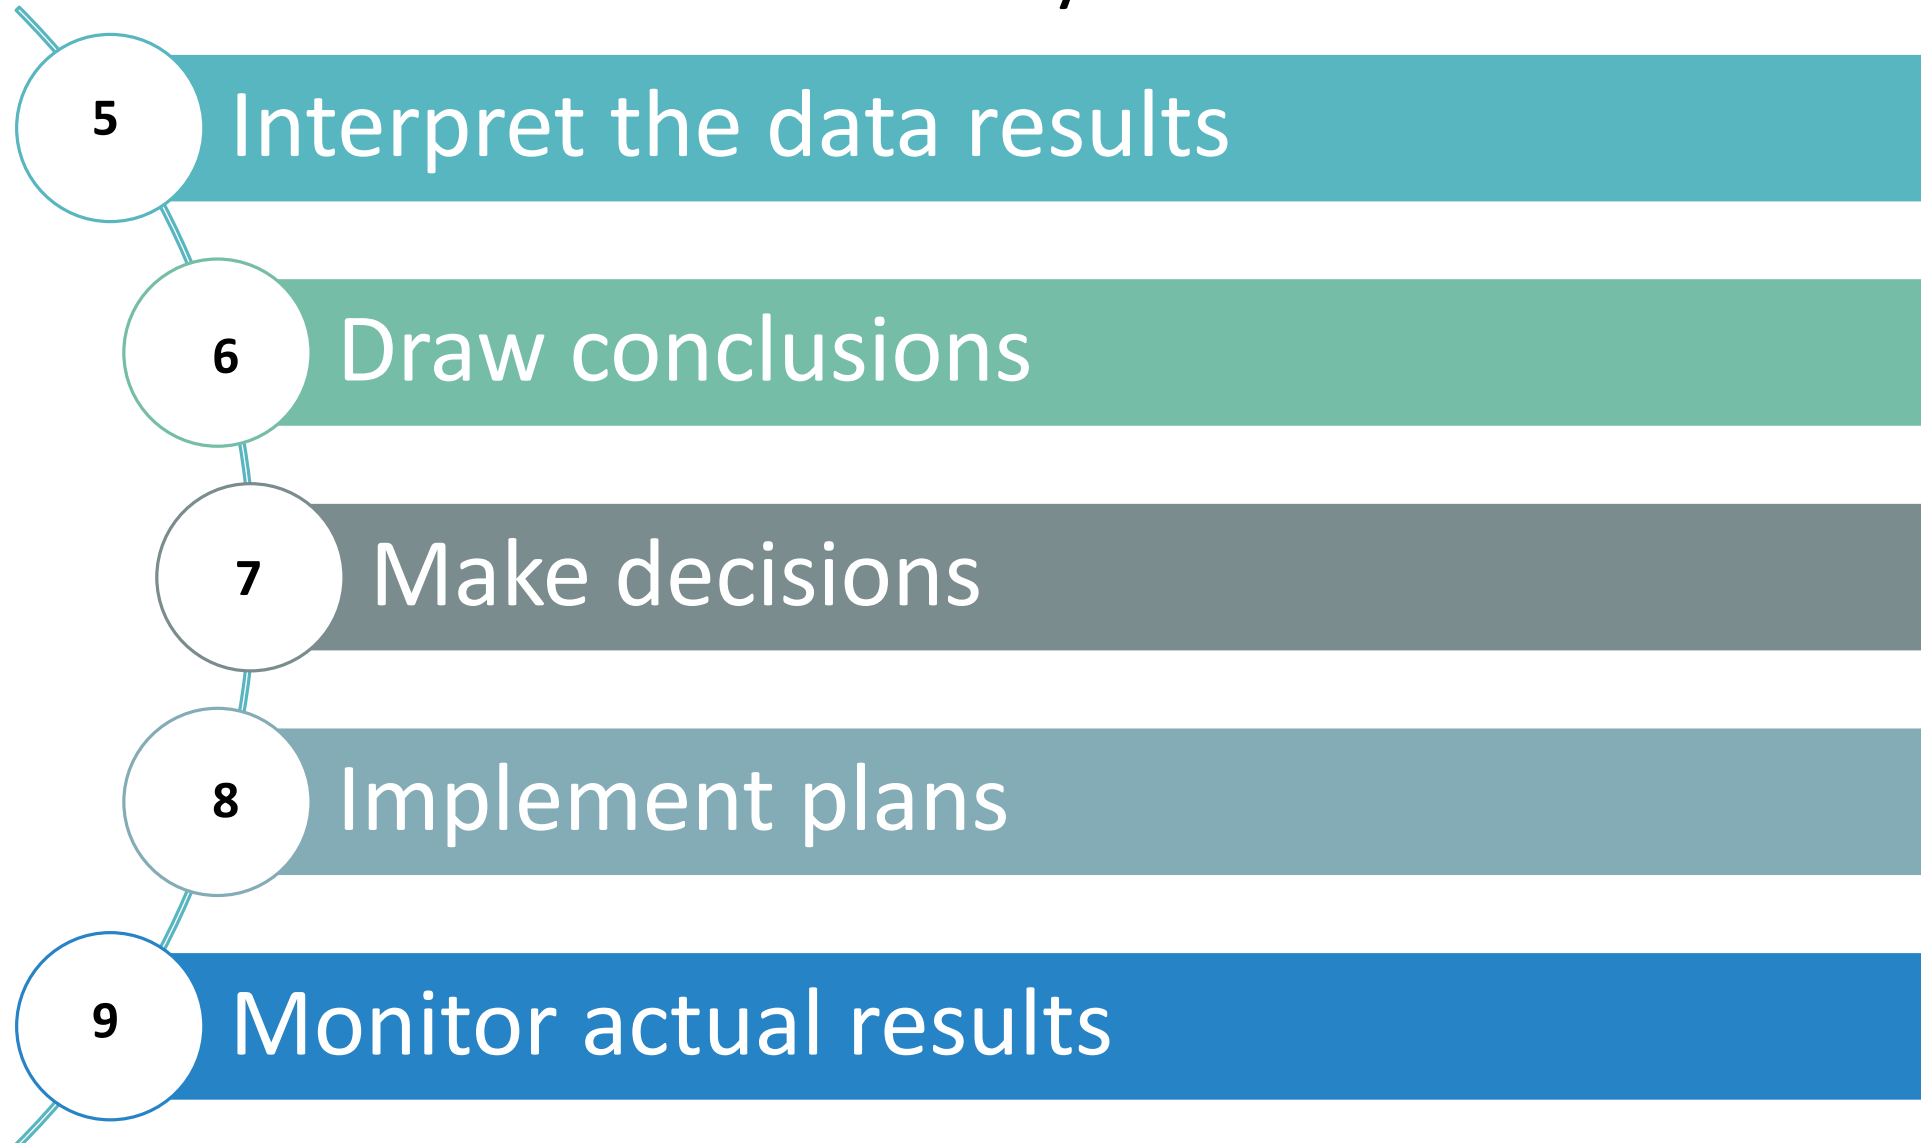 5 Interpret the data results
6 Draw conclusions
7 Make decisions
8 Implement plans
9 Monitor actual results